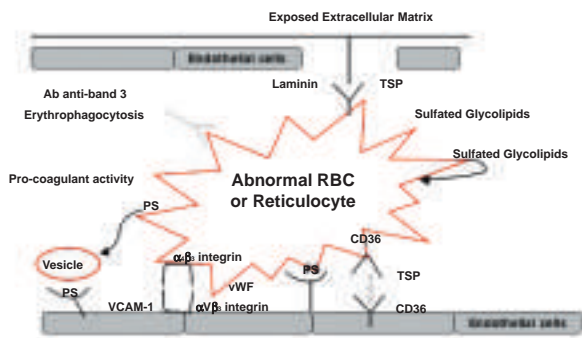 Exposed Extracellular Matrix
Endothelial cells
Laminin
TSP
Ab anti-band 3
Erythrophagocytosis
Sulfated Glycolipids
Sulfated Glycolipids
Pro-coagulant activity
Abnormal RBC
or Reticulocyte
PS
CD36
α₄β₁ integrin
Vesicle
PS
TSP
PS
vWF
VCAM-1
αVβ₃ integrin
CD36
Endothelial cells